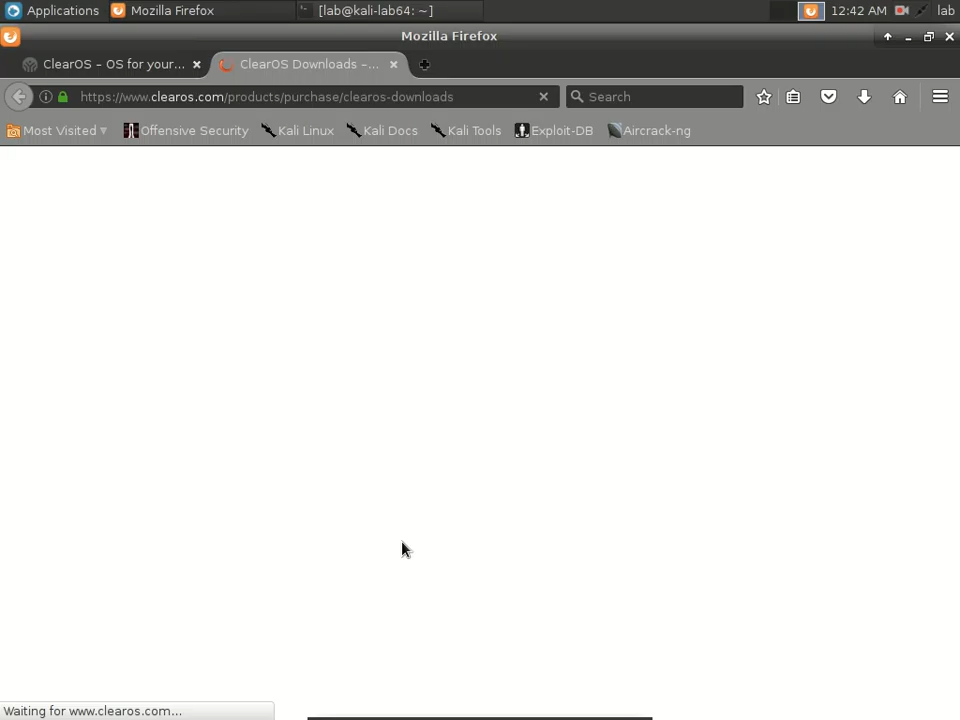 Applications Mozilla Firefox [lab@kali-lab64: ~] 12:42 AM lab
Mozilla Firefox
ClearOS – OS for your... ClearOS Downloads –...
https://www.clearos.com/products/purchase/clearos-downloads Search
Most Visited Offensive Security Kali Linux Kali Docs Kali Tools Exploit-DB Aircrack-ng
Waiting for www.clearos.com...